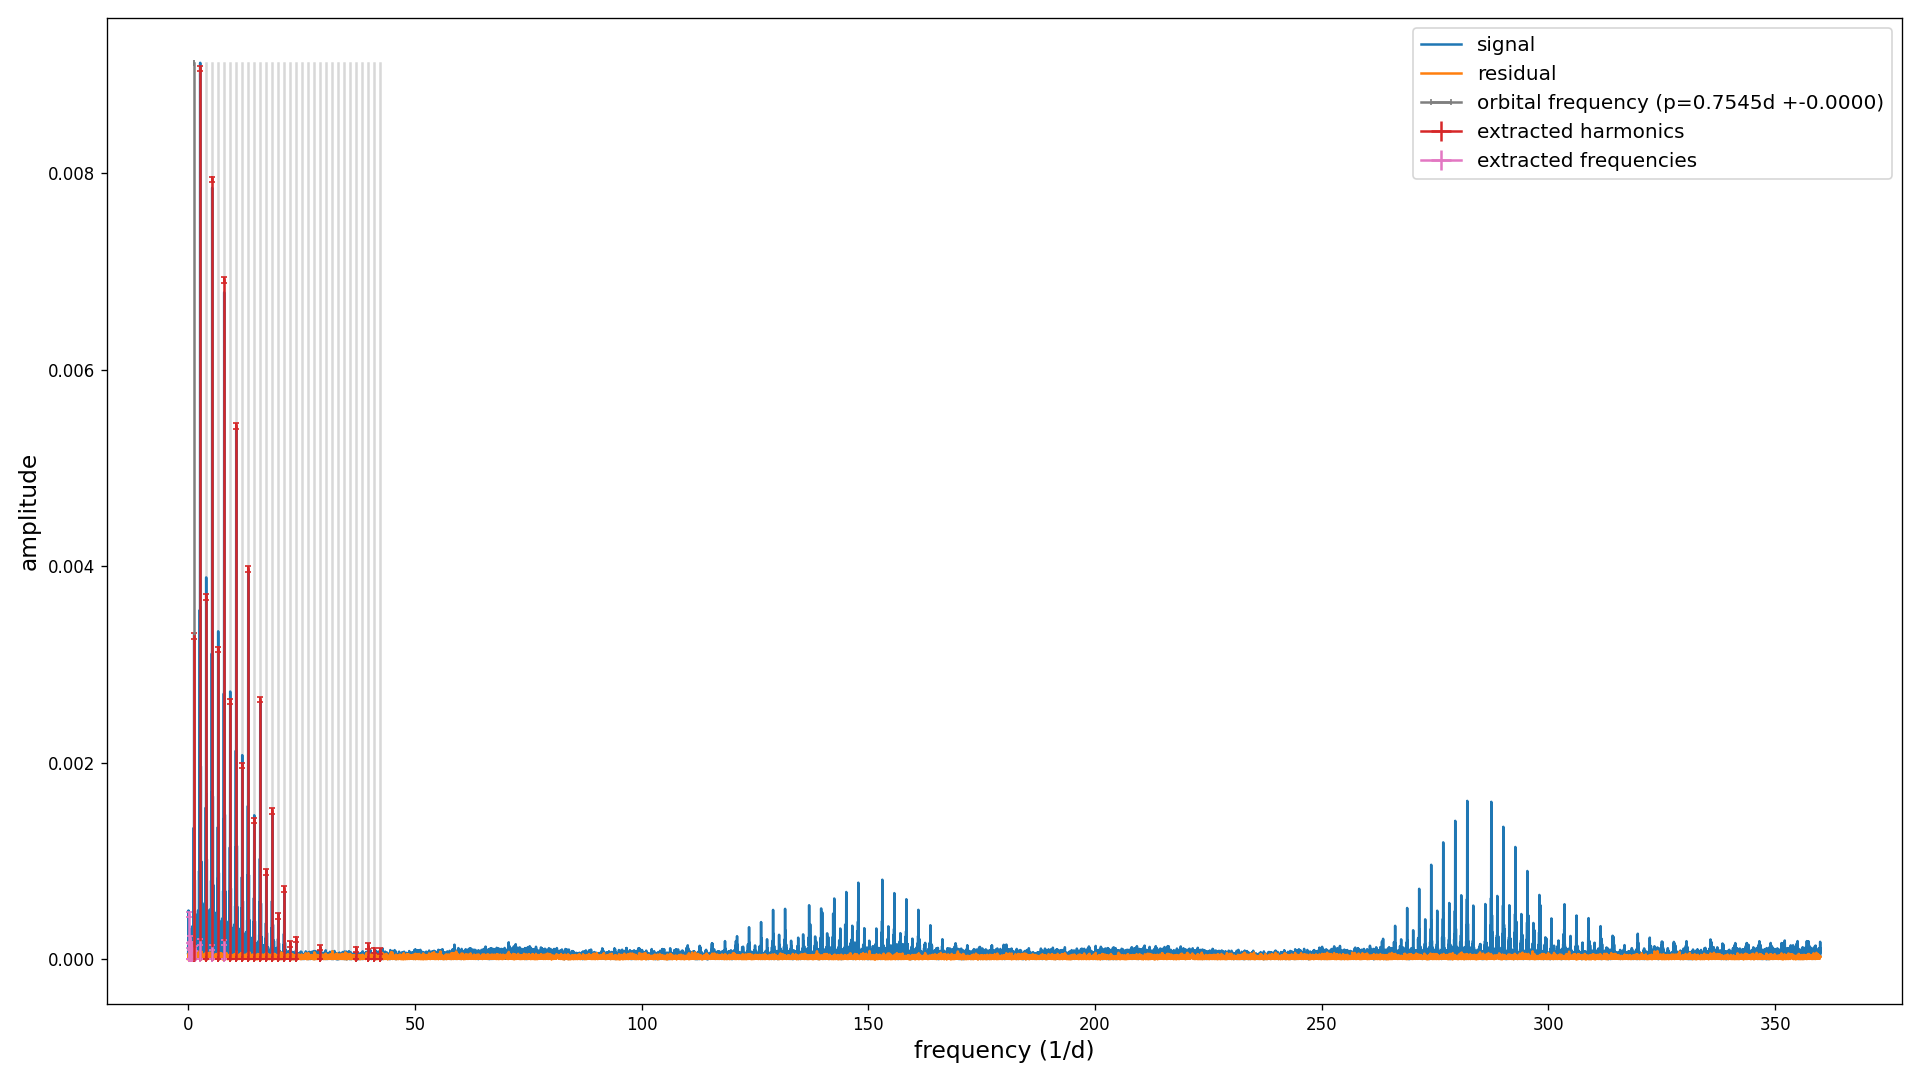 signal
residual
orbital frequency (p=0.7545d +-0.0000)
extracted harmonics
extracted frequencies
0.008
0.006
0.004
0.002
0.000
amplitude
0 50 100 150 200 250 300 350
frequency (1/d)